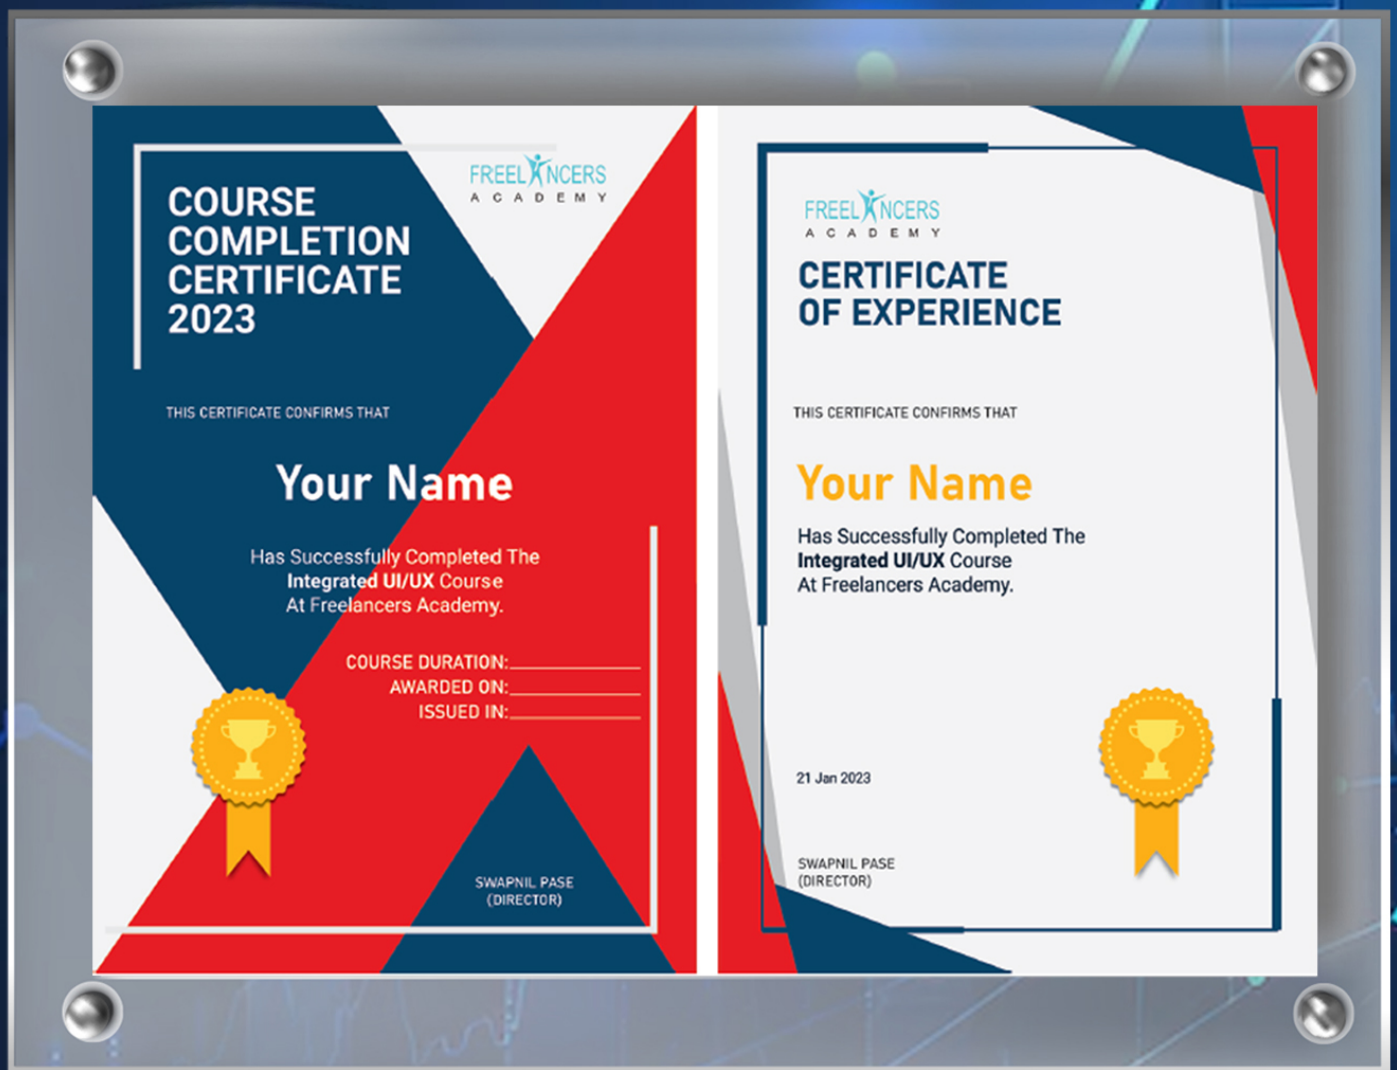 COURSE
COMPLETION
CERTIFICATE
2023
FREELANCERS
ACADEMY
THIS CERTIFICATE CONFIRMS THAT
Your Name
Has Successfully Completed The
Integrated UI/UX Course
At Freelancers Academy.
COURSE DURATION:
AWARDED ON:
ISSUED IN:
SWAPNIL PASE
(DIRECTOR)
FREELANCERS
ACADEMY
CERTIFICATE
OF EXPERIENCE
THIS CERTIFICATE CONFIRMS THAT
Your Name
Has Successfully Completed The
Integrated UI/UX Course
At Freelancers Academy.
21 Jan 2023
SWAPNIL PASE
(DIRECTOR)